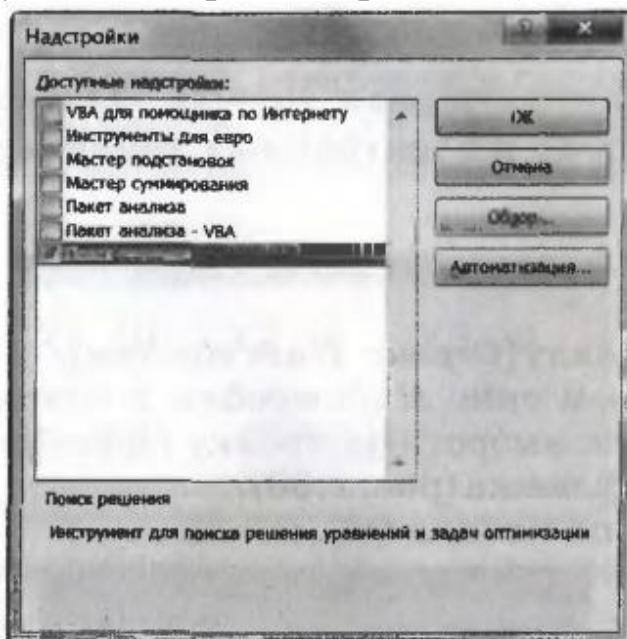 Надстройки
Доступные надстройки:
VBA для помощника по Интернету
Инструменты для евро
Мастер подстановок
Мастер суммирования
Пакет анализа
Пакет анализа - VBA
ОК
Отмена
Обзор...
Автоматизация...
Поиск решения
Инструмент для поиска решения уравнений и задач оптимизации